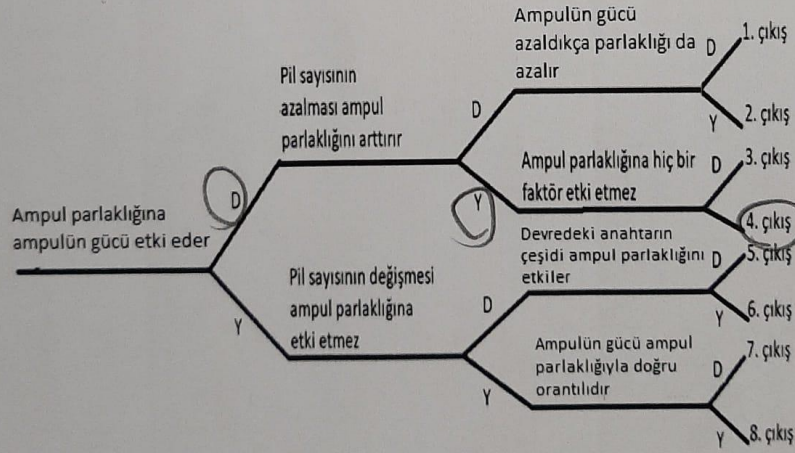 Ampulün gücü
azaldıkça parlaklığı da
azalır
D
1. çıkış
Y
2. çıkış
Pil sayısının
azalması ampul
parlaklığını arttırır
D
Y
Ampul parlaklığına hiç bir
faktör etki etmez
D
3. çıkış
Y
4. çıkış
Ampul parlaklığına
ampulün gücü etki eder
D
Y
Devredeki anahtarın
çeşidi ampul parlaklığını
etkiler
D
5. çıkış
Y
6. çıkış
Pil sayısının değişmesi
ampul parlaklığına
etki etmez
D
Y
Ampulün gücü ampul
parlaklığıyla doğru
orantılıdır
D
7. çıkış
Y
8. çıkış